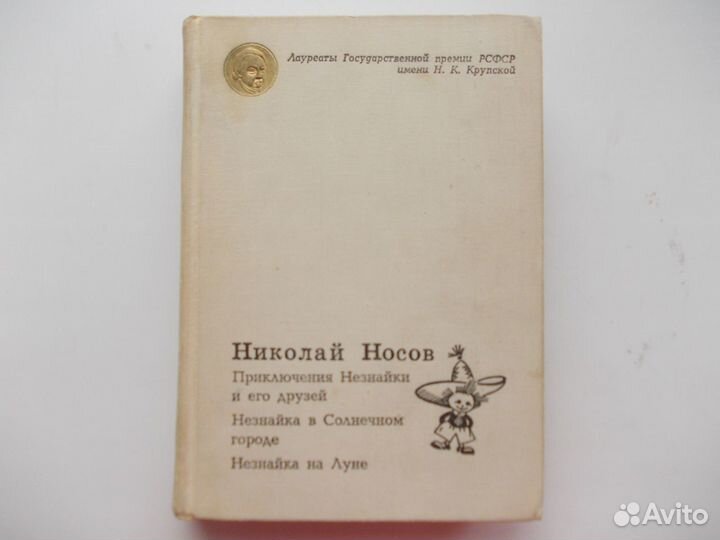 Лауреаты Государственной премии РСФСР
имени Н. К. Крупской
Николай Носов
Приключения Незнайки
и его друзей
Незнайка в Солнечном
городе
Незнайка на Луне
Avito